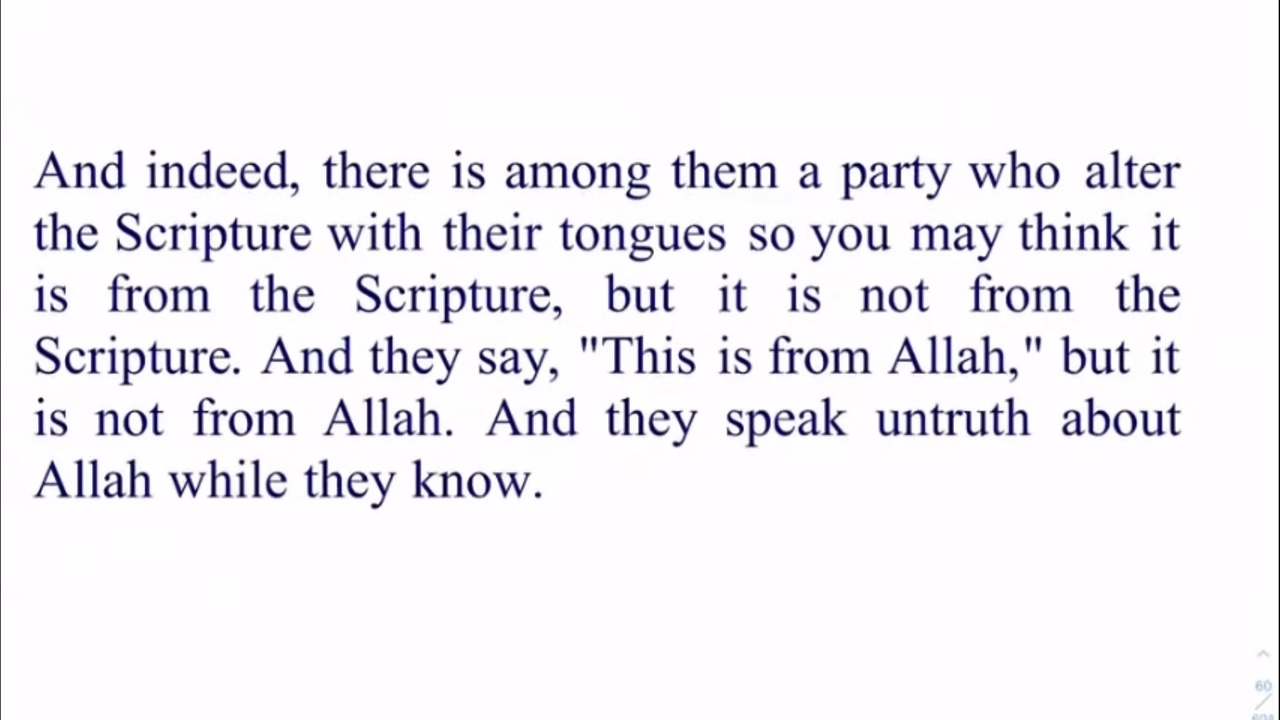 And indeed, there is among them a party who alter
the Scripture with their tongues so you may think it
is from the Scripture, but it is not from the
Scripture. And they say, "This is from Allah," but it
is not from Allah. And they speak untruth about
Allah while they know.
60